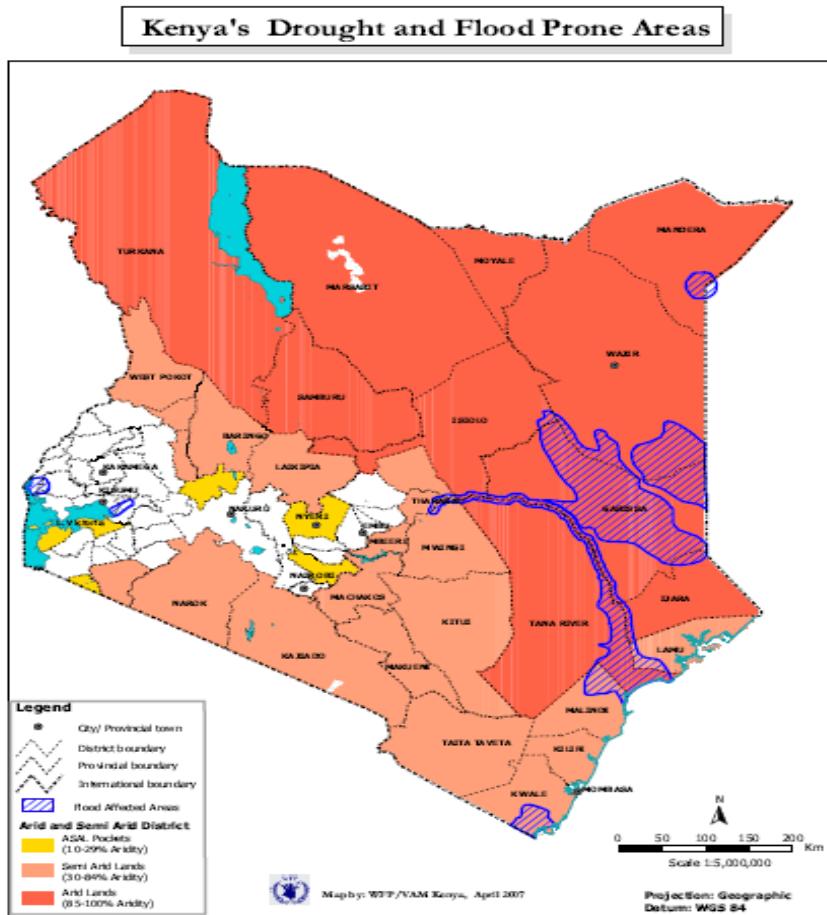 Kenya's Drought and Flood Prone Areas
MANDERA
TURKANA
MOYALE
MARSABIT
WAJIR
WEST POKOT
SAMBURU
ISIOLO
BARINGO
LAIKIPIA
KAKAMEGA
KISUMU
THARAKA
GARISSA
L. Victoria
NAKURU
NYERI
EMBU
MBEERE
MWINGI
NAIROBI
IJARA
NAROK
MACHAKOS
KITUI
TANA RIVER
LAMU
KAJIADO
MAKUENI
MALINDI
TAITA TAVETA
KILIFI
KWALE
MOMBASA
Legend
City/ Provincial town
District boundary
Provincial boundary
International boundary
Flood Affected Areas
Arid and Semi Arid District
ASAL Pockets
(10-29% Aridity)
Semi Arid Lands
(30-84% Aridity)
Arid Lands
(85-100% Aridity)
N
0 50 100 150 200
Km
Scale 1:5,000,000
WFP
Map by: WFP/VAM Kenya, April 2007
Projection: Geographic
Datum: WGS 84